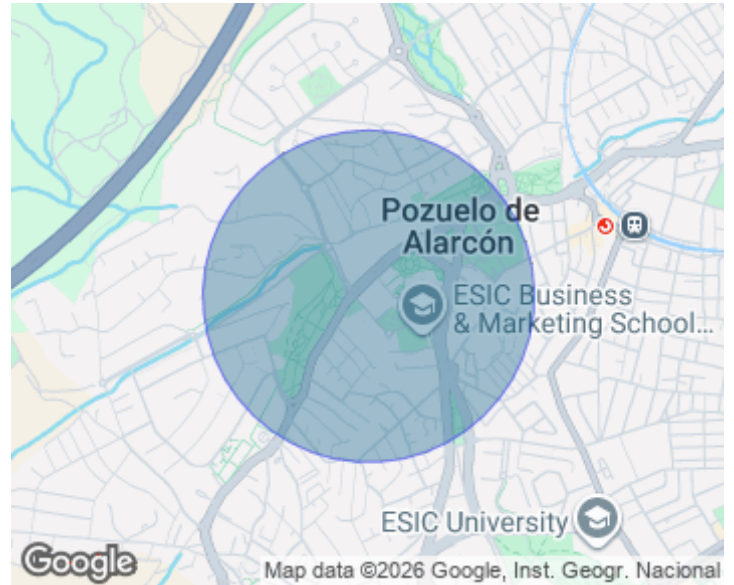 Pozuelo de
Alarcón
ESIC Business
& Marketing School...
ESIC University
Google
Map data ©2026 Google, Inst. Geogr. Nacional